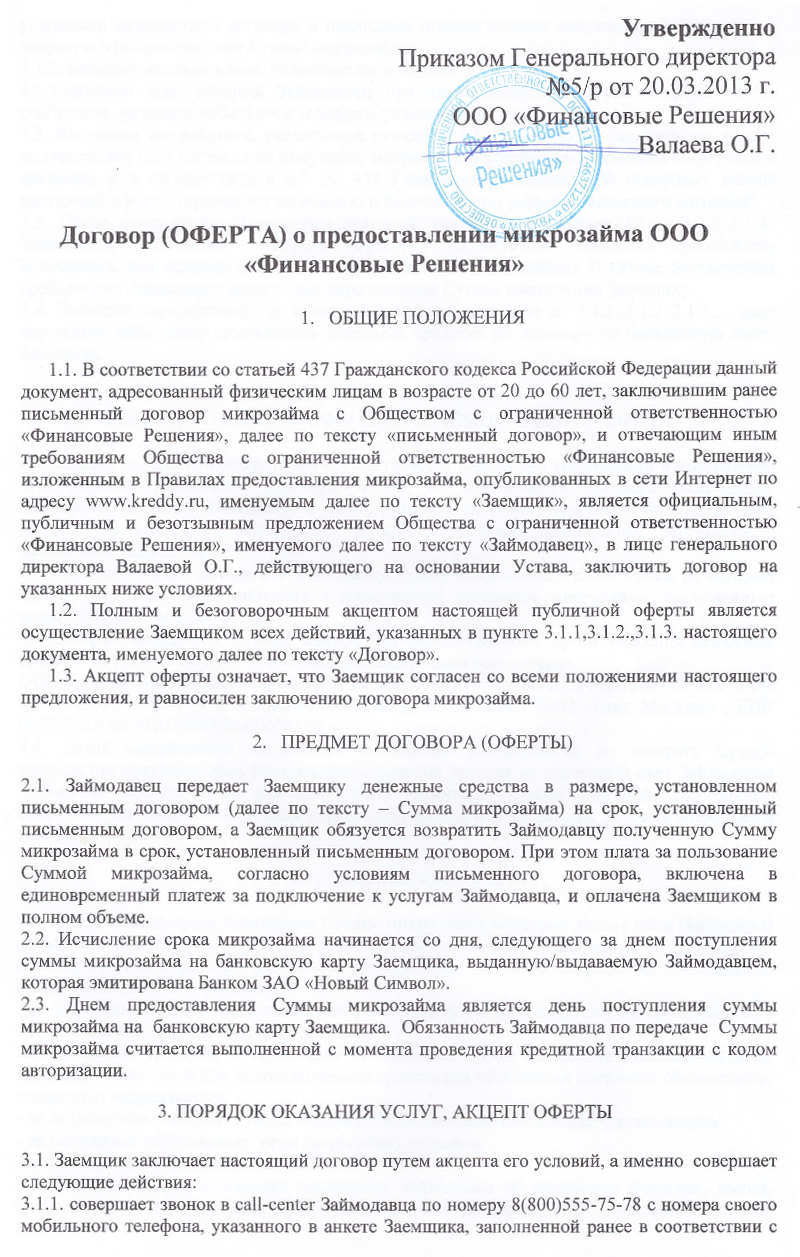 Утвержденно
Приказом Генерального директора
№5/р от 20.03.2013 г.
ООО «Финансовые Решения»
Валаева О.Г.
«Финансовые
Решения»
МОСКВА
Договор (ОФЕРТА) о предоставлении микрозайма ООО
«Финансовые Решения»
1. ОБЩИЕ ПОЛОЖЕНИЯ
1.1. В соответствии со статьей 437 Гражданского кодекса Российской Федерации данный
документ, адресованный физическим лицам в возрасте от 20 до 60 лет, заключившим ранее
письменный договор микрозайма с Обществом с ограниченной ответственностью
«Финансовые Решения», далее по тексту «письменный договор», и отвечающим иным
требованиям Общества с ограниченной ответственностью «Финансовые Решения»,
изложенным в Правилах предоставления микрозайма, опубликованных в сети Интернет по
адресу www.kreddy.ru, именуемым далее по тексту «Заемщик», является официальным,
публичным и безотзывным предложением Общества с ограниченной ответственностью
«Финансовые Решения», именуемого далее по тексту «Займодавец», в лице генерального
директора Валаевой О.Г., действующего на основании Устава, заключить договор на
указанных ниже условиях.
1.2. Полным и безоговорочным акцептом настоящей публичной оферты является
осуществление Заемщиком всех действий, указанных в пункте 3.1.1,3.1.2.,3.1.3. настоящего
документа, именуемого далее по тексту «Договор».
1.3. Акцепт оферты означает, что Заемщик согласен со всеми положениями настоящего
предложения, и равносилен заключению договора микрозайма.
2. ПРЕДМЕТ ДОГОВОРА (ОФЕРТЫ)
2.1. Займодавец передает Заемщику денежные средства в размере, установленном
письменным договором (далее по тексту – Сумма микрозайма) на срок, установленный
письменным договором, а Заемщик обязуется возвратить Займодавцу полученную Сумму
микрозайма в срок, установленный письменным договором. При этом плата за пользование
Суммой микрозайма, согласно условиям письменного договора, включена в
единовременный платеж за подключение к услугам Займодавца, и оплачена Заемщиком в
полном объеме.
2.2. Исчисление срока микрозайма начинается со дня, следующего за днем поступления
суммы микрозайма на банковскую карту Заемщика, выданную/выдаваемую Займодавцем,
которая эмитирована Банком ЗАО «Новый Символ».
2.3. Днем предоставления Суммы микрозайма является день поступления суммы
микрозайма на банковскую карту Заемщика. Обязанность Займодавца по передаче Суммы
микрозайма считается выполненной с момента проведения кредитной транзакции с кодом
авторизации.
3. ПОРЯДОК ОКАЗАНИЯ УСЛУГ, АКЦЕПТ ОФЕРТЫ
3.1. Заемщик заключает настоящий договор путем акцепта его условий, а именно совершает
следующие действия:
3.1.1. совершает звонок в call-center Займодавца по номеру 8(800)555-75-78 с номера своего
мобильного телефона, указанного в анкете Заемщика, заполненной ранее в соответствии с